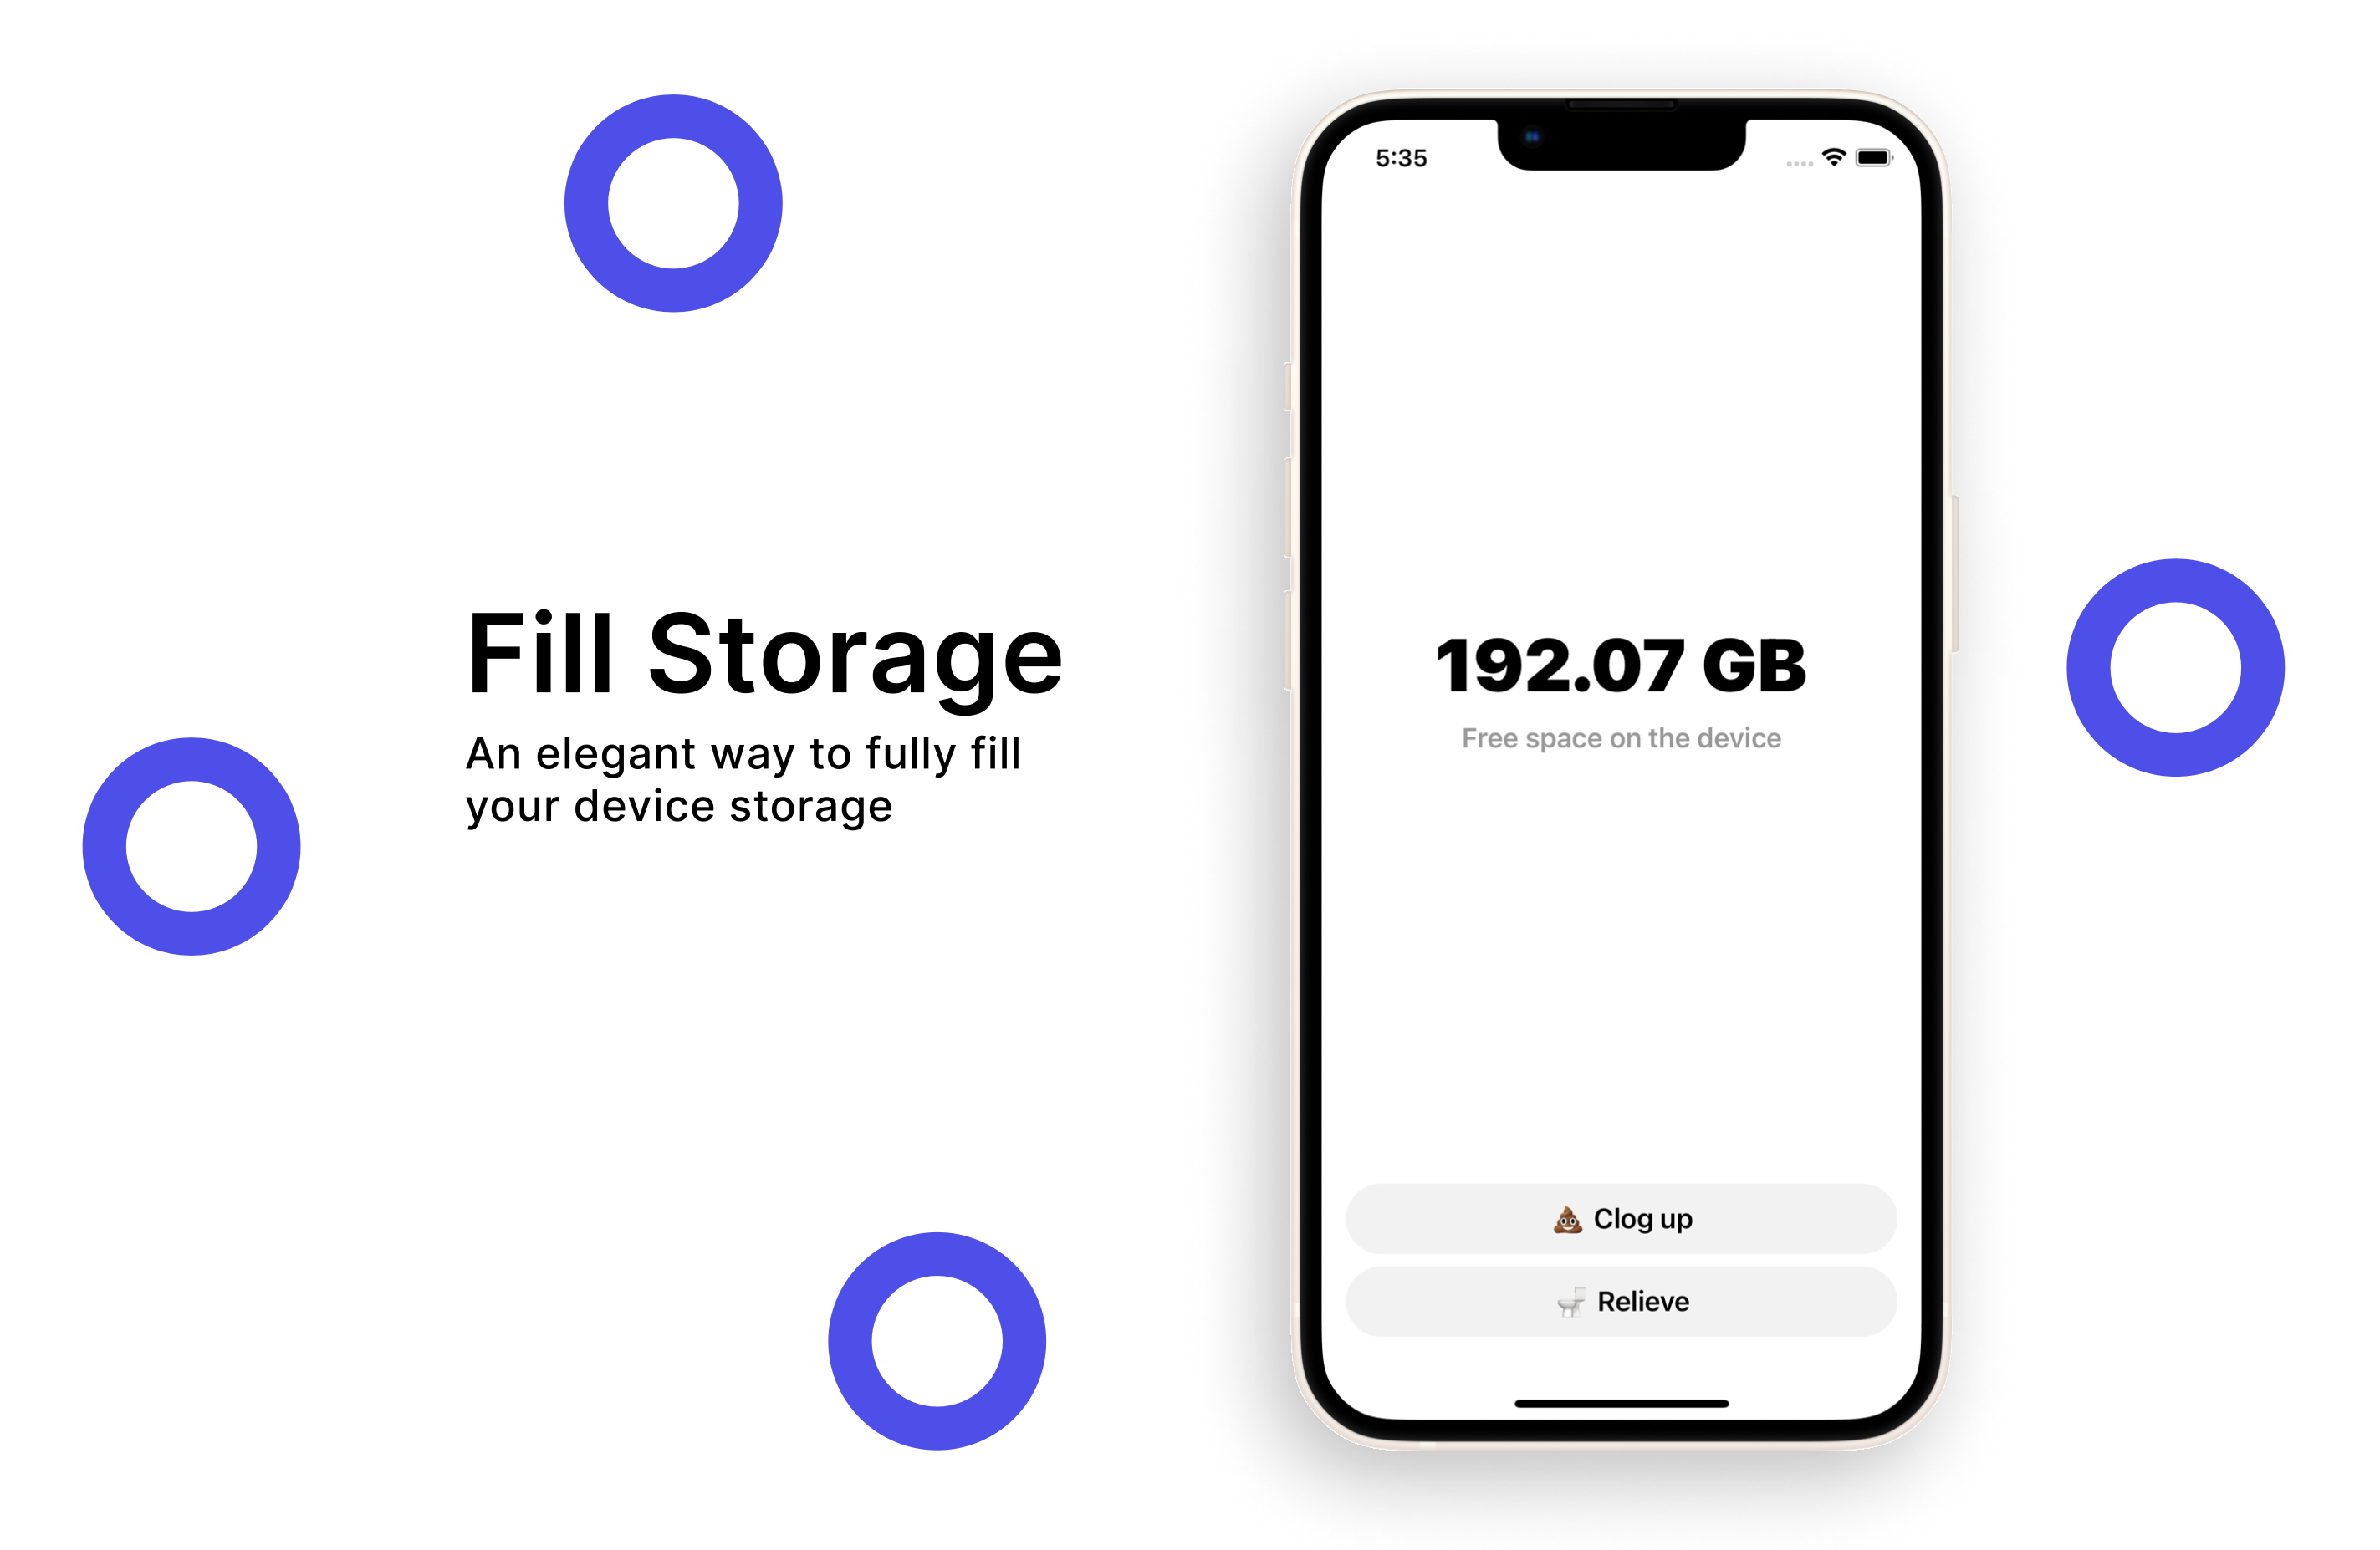 Fill Storage
An elegant way to fully fill
your device storage
5:35
192.07 GB
Free space on the device
💩 Clog up
🚽 Relieve